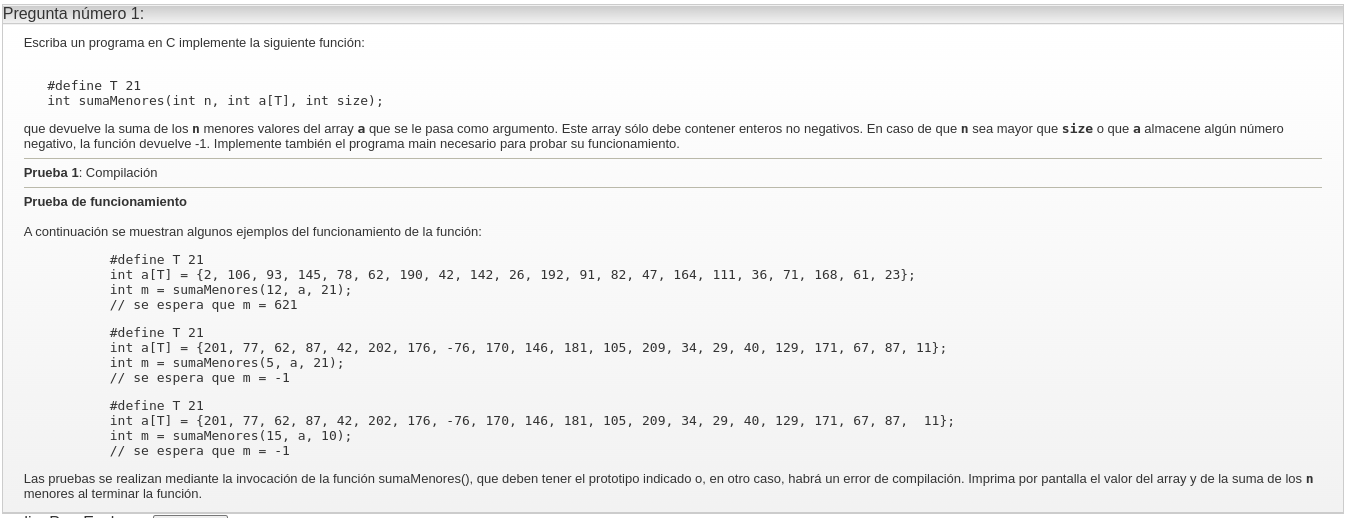 Pregunta número 1:
Escriba un programa en C implemente la siguiente función:
#define T 21
int sumaMenores(int n, int a[T], int size);
que devuelve la suma de los n menores valores del array a que se le pasa como argumento. Este array sólo debe contener enteros no negativos. En caso de que n sea mayor que size o que a almacene algún número
negativo, la función devuelve -1. Implemente también el programa main necesario para probar su funcionamiento.
Prueba 1: Compilación
Prueba de funcionamiento
A continuación se muestran algunos ejemplos del funcionamiento de la función:
#define T 21
int a[T] = {2, 106, 93, 145, 78, 62, 190, 42, 142, 26, 192, 91, 82, 47, 164, 111, 36, 71, 168, 61, 23};
int m = sumaMenores(12, a, 21);
// se espera que m = 621
#define T 21
int a[T] = {201, 77, 62, 87, 42, 202, 176, -76, 170, 146, 181, 105, 209, 34, 29, 40, 129, 171, 67, 87, 11};
int m = sumaMenores(5, a, 21);
// se espera que m = -1
#define T 21
int a[T] = {201, 77, 62, 87, 42, 202, 176, -76, 170, 146, 181, 105, 209, 34, 29, 40, 129, 171, 67, 87,  11};
int m = sumaMenores(15, a, 10);
// se espera que m = -1
Las pruebas se realizan mediante la invocación de la función sumaMenores(), que deben tener el prototipo indicado o, en otro caso, habrá un error de compilación. Imprima por pantalla el valor del array y de la suma de los n
menores al terminar la función.